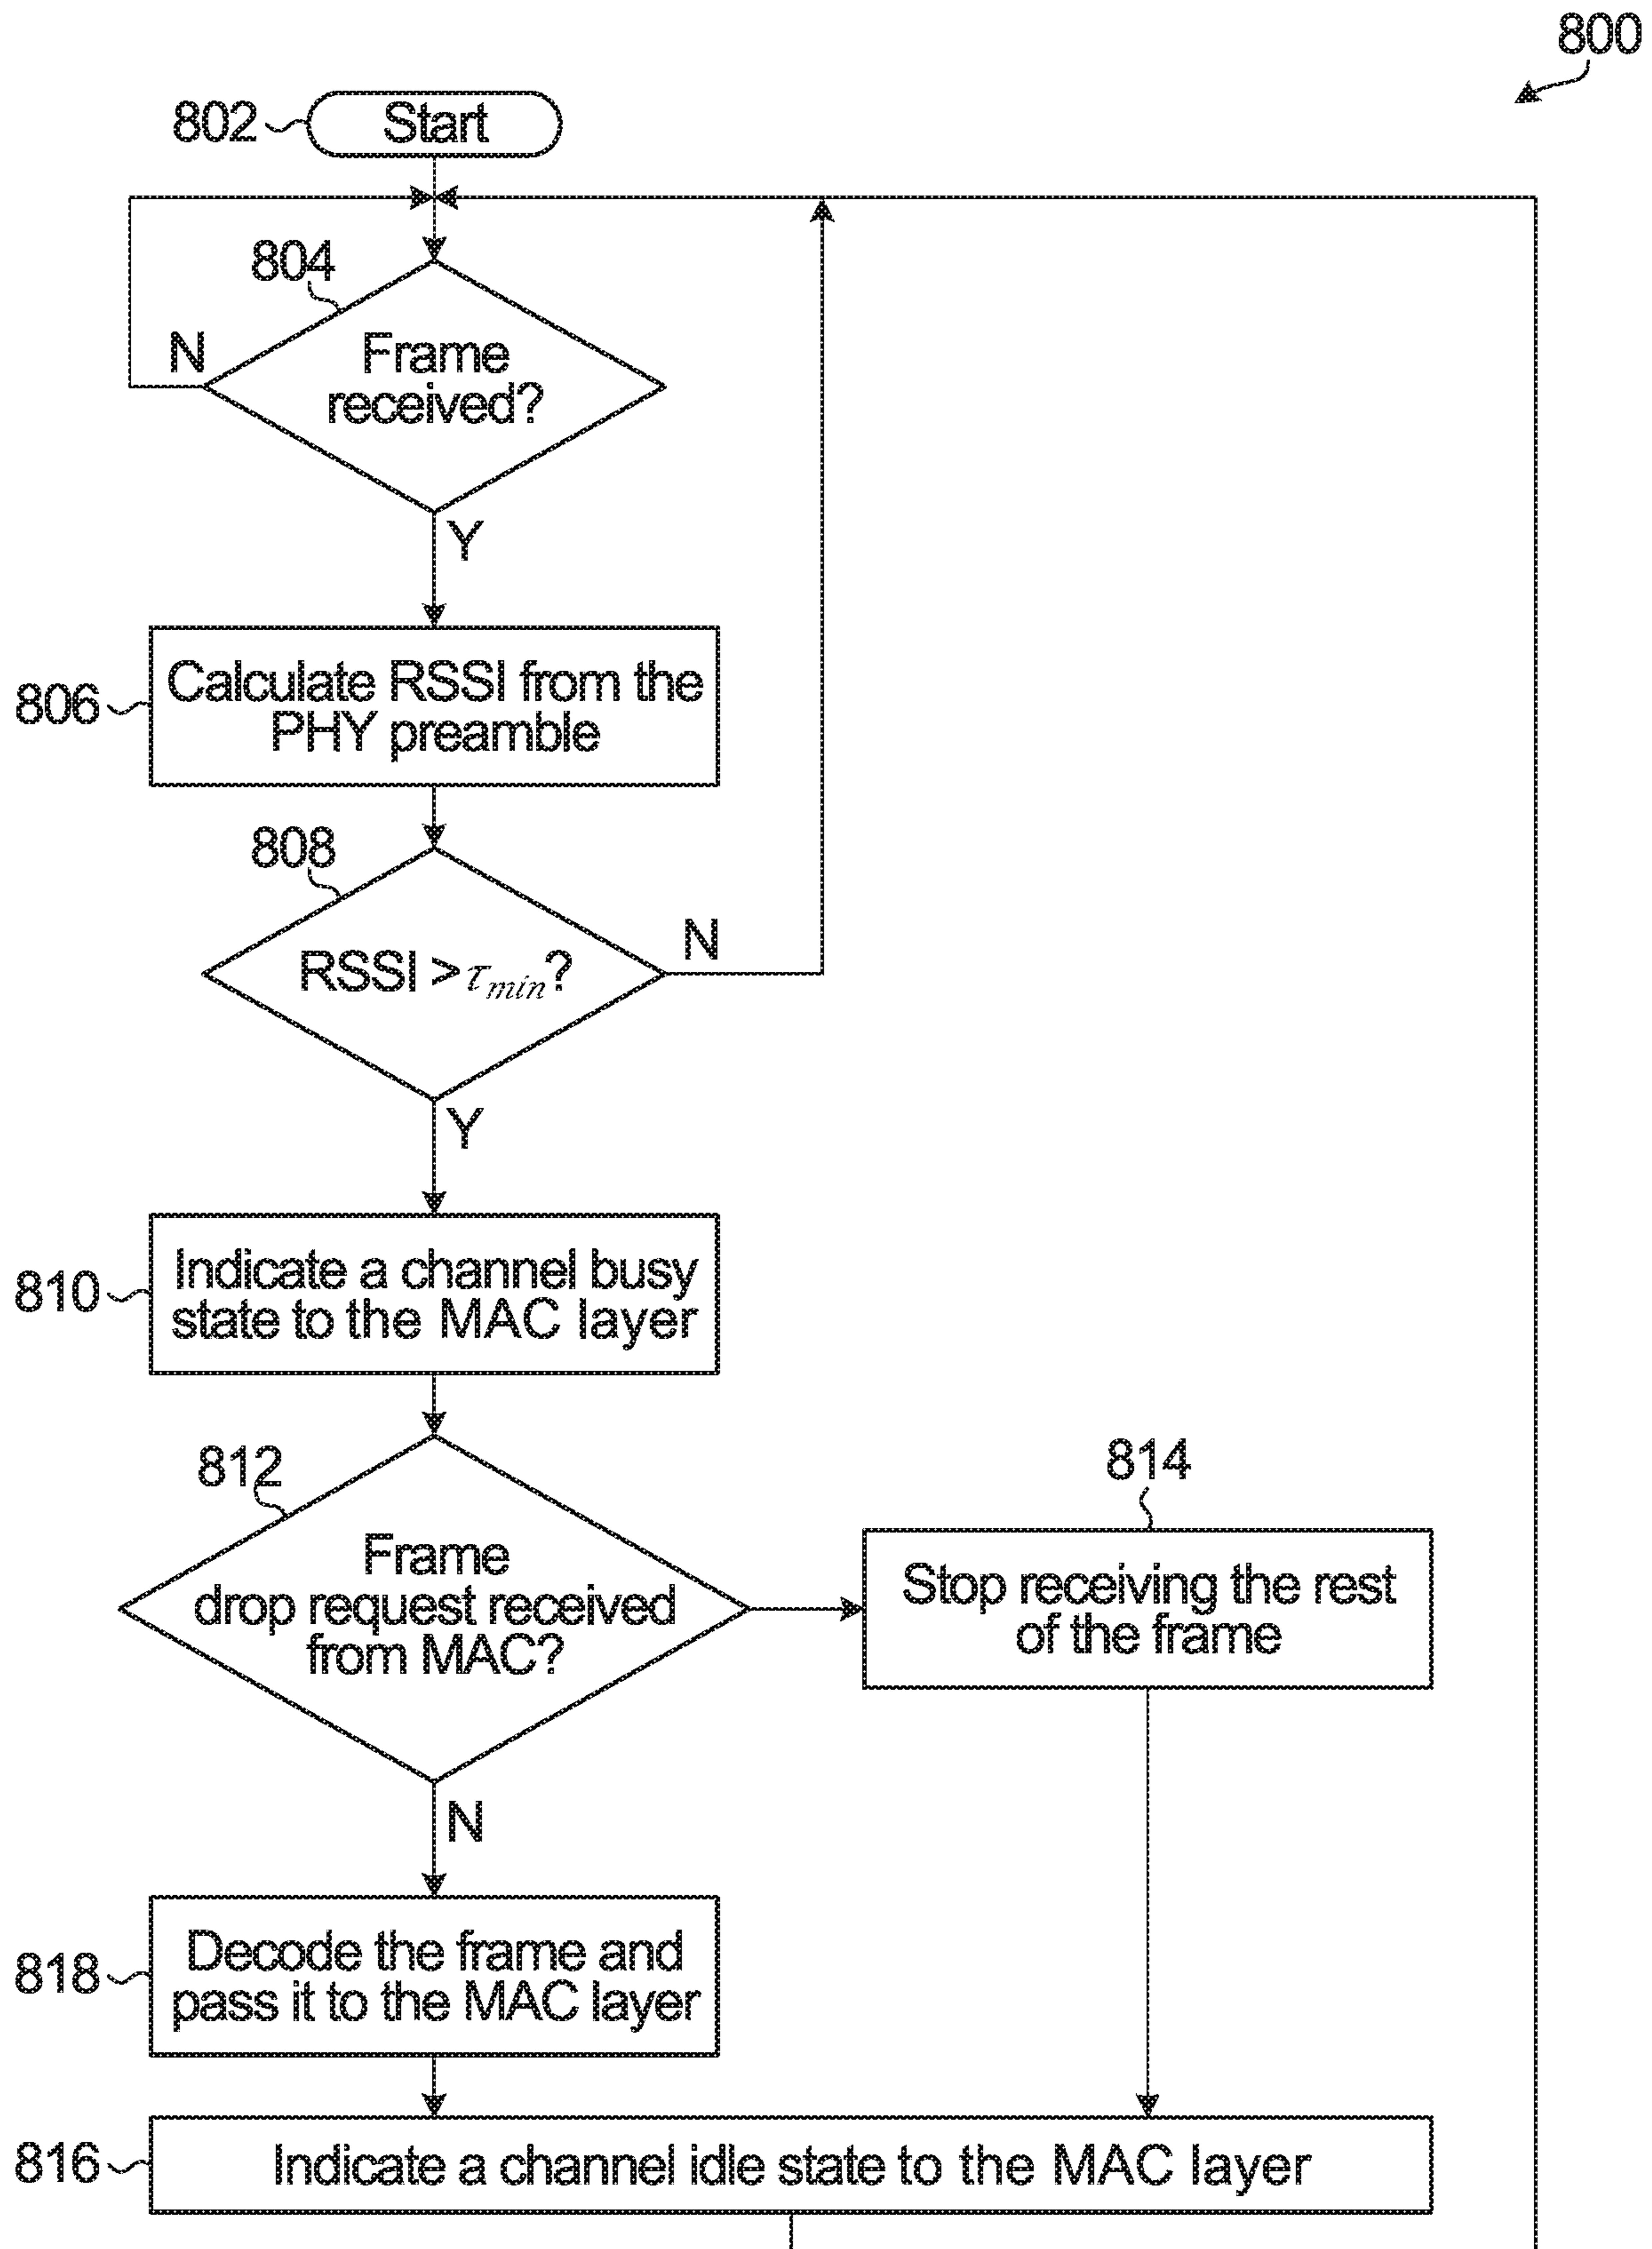 800
802
Start
804
N
Frame
received?
Y
806
Calculate RSSI from the
PHY preamble
808
RSSI > τmin?
N
Y
810
Indicate a channel busy
state to the MAC layer
812
Frame
drop request received
from MAC?
814
Stop receiving the rest
of the frame
N
818
Decode the frame and
pass it to the MAC layer
816
Indicate a channel idle state to the MAC layer